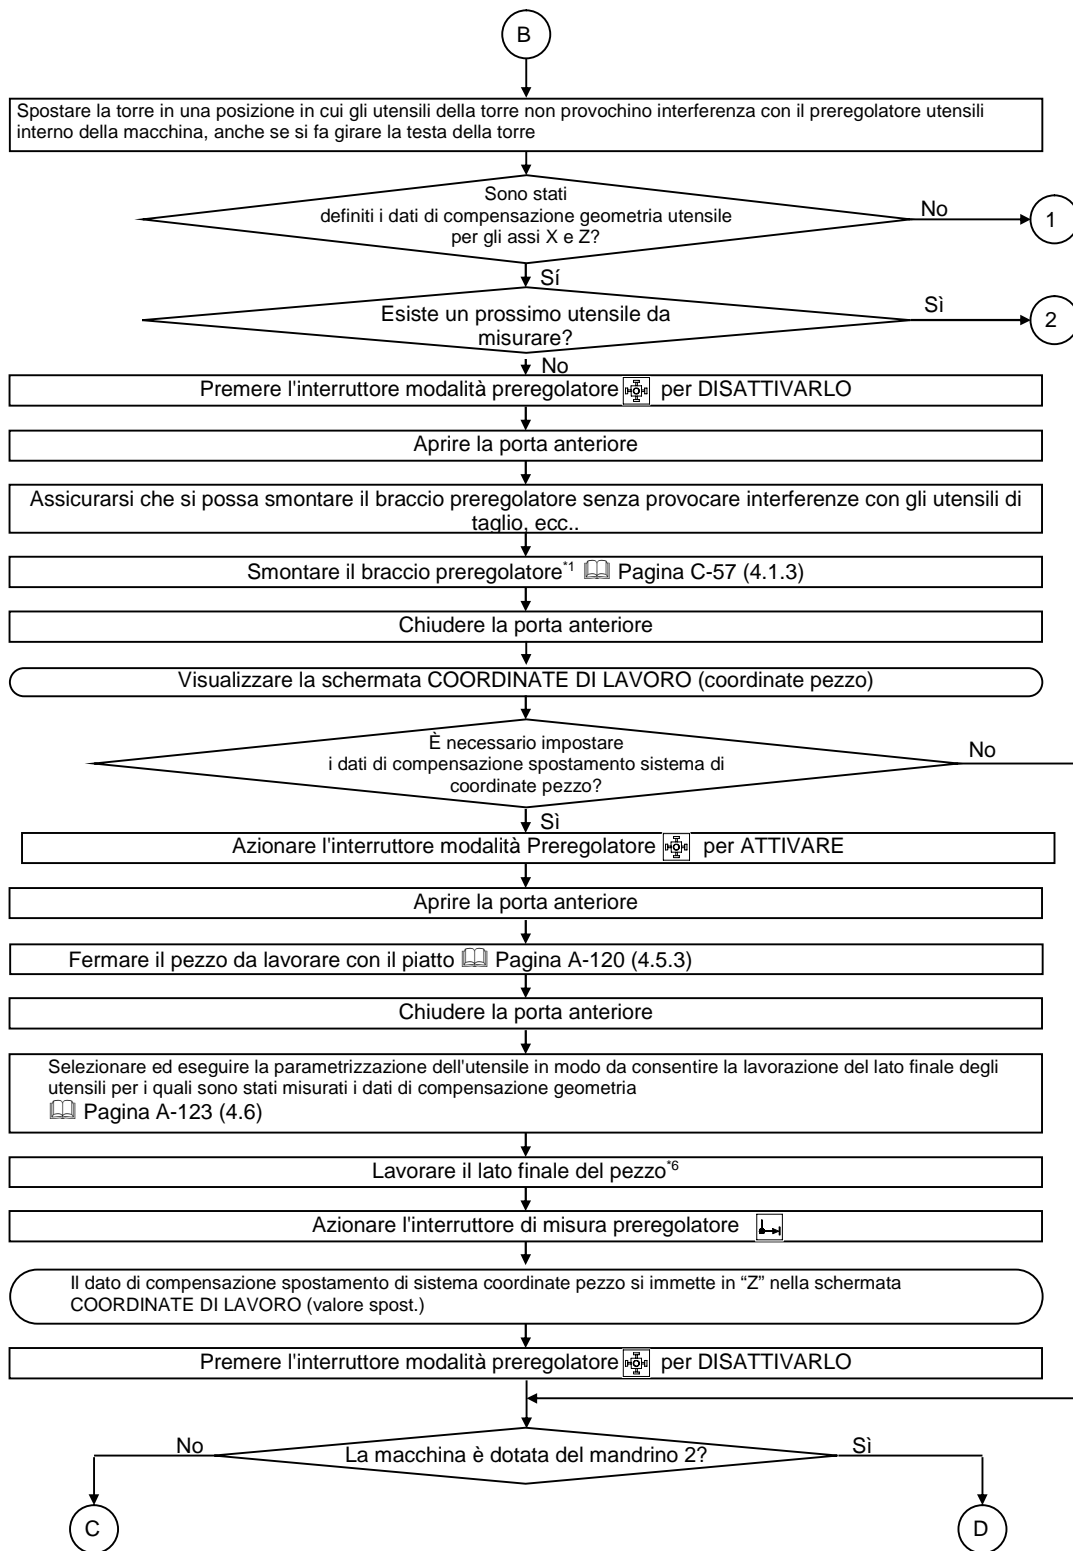 B
Spostare la torre in una posizione in cui gli utensili della torre non provochino interferenza con il preregolatore utensili
interno della macchina, anche se si fa girare la testa della torre
Sono stati
definiti i dati di compensazione geometria utensile
per gli assi X e Z?
No
1
Sí
Esiste un prossimo utensile da
misurare?
Sì
2
No
Premere l'interruttore modalità preregolatore per DISATTIVARLO
Aprire la porta anteriore
Assicurarsi che si possa smontare il braccio preregolatore senza provocare interferenze con gli utensili di
taglio, ecc..
Smontare il braccio preregolatore*1 Pagina C-57 (4.1.3)
Chiudere la porta anteriore
Visualizzare la schermata COORDINATE DI LAVORO (coordinate pezzo)
È necessario impostare
i dati di compensazione spostamento sistema di
coordinate pezzo?
No
Sì
Azionare l'interruttore modalità Preregolatore per ATTIVARE
Aprire la porta anteriore
Fermare il pezzo da lavorare con il piatto Pagina A-120 (4.5.3)
Chiudere la porta anteriore
Selezionare ed eseguire la parametrizzazione dell'utensile in modo da consentire la lavorazione del lato finale degli
utensili per i quali sono stati misurati i dati di compensazione geometria
Pagina A-123 (4.6)
Lavorare il lato finale del pezzo*6
Azionare l'interruttore di misura preregolatore
Il dato di compensazione spostamento di sistema coordinate pezzo si immette in “Z” nella schermata
COORDINATE DI LAVORO (valore spost.)
Premere l'interruttore modalità preregolatore per DISATTIVARLO
No
La macchina è dotata del mandrino 2?
Sì
C
D